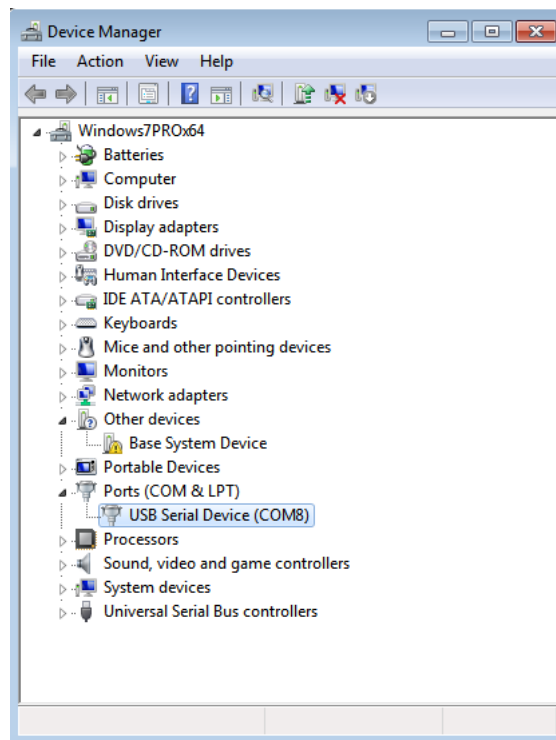 Device Manager
File Action View Help
Windows7PROx64
Batteries
Computer
Disk drives
Display adapters
DVD/CD-ROM drives
Human Interface Devices
IDE ATA/ATAPI controllers
Keyboards
Mice and other pointing devices
Monitors
Network adapters
Other devices
Base System Device
Portable Devices
Ports (COM & LPT)
USB Serial Device (COM8)
Processors
Sound, video and game controllers
System devices
Universal Serial Bus controllers